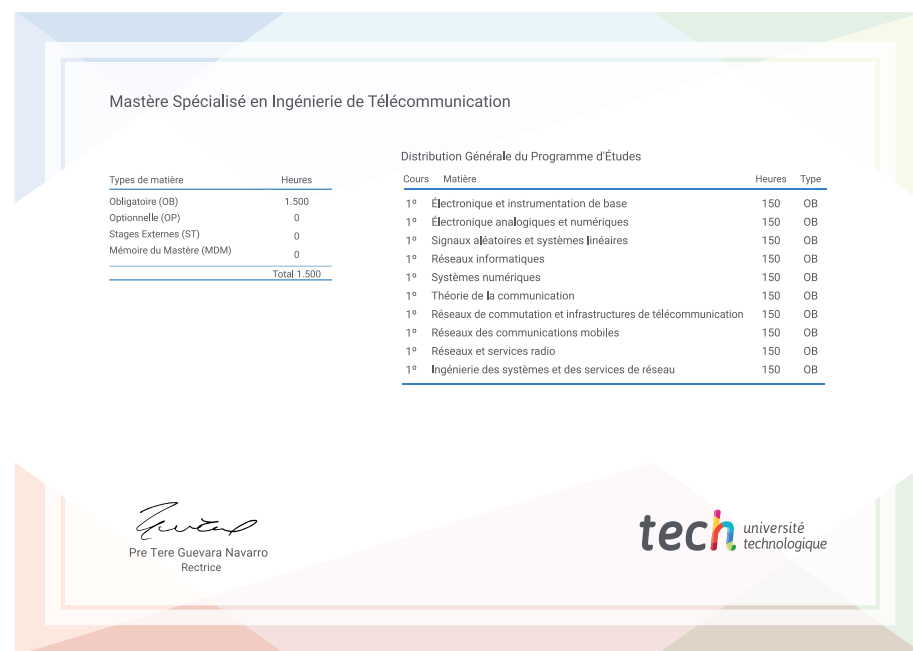 Mastère Spécialisé en Ingénierie de Télécommunication
Types de matière Heures
Obligatoire (OB) 1.500
Optionnelle (OP) 0
Stages Externes (ST) 0
Mémoire du Mastère (MDM) 0
Total 1.500
Distribution Générale du Programme d'Études
Cours Matière Heures Type
1º Électronique et instrumentation de base 150 OB
1º Électronique analogiques et numériques 150 OB
1º Signaux aléatoires et systèmes linéaires 150 OB
1º Réseaux informatiques 150 OB
1º Systèmes numériques 150 OB
1º Théorie de la communication 150 OB
1º Réseaux de commutation et infrastructures de télécommunication 150 OB
1º Réseaux des communications mobiles 150 OB
1º Réseaux et services radio 150 OB
1º Ingénierie des systèmes et des services de réseau 150 OB
Pre Tere Guevara Navarro
Rectrice
tech université
technologique